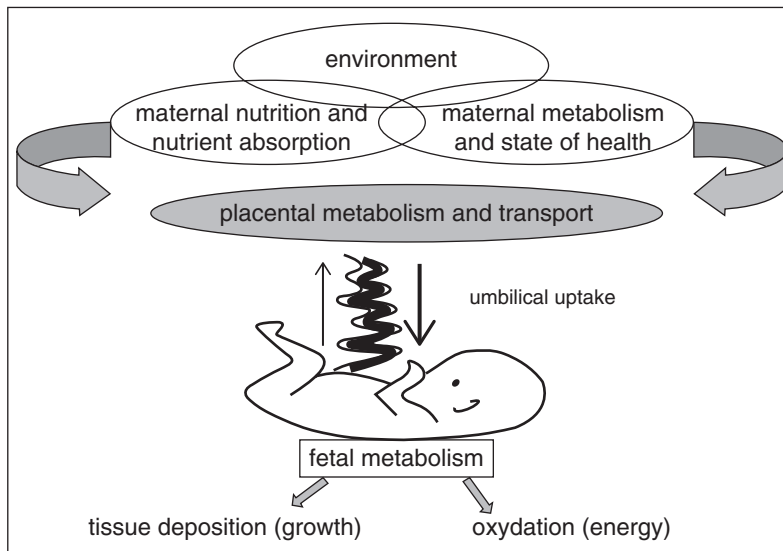 environment
maternal nutrition and
nutrient absorption
maternal metabolism
and state of health
placental metabolism and transport
umbilical uptake
fetal metabolism
tissue deposition (growth)
oxydation (energy)